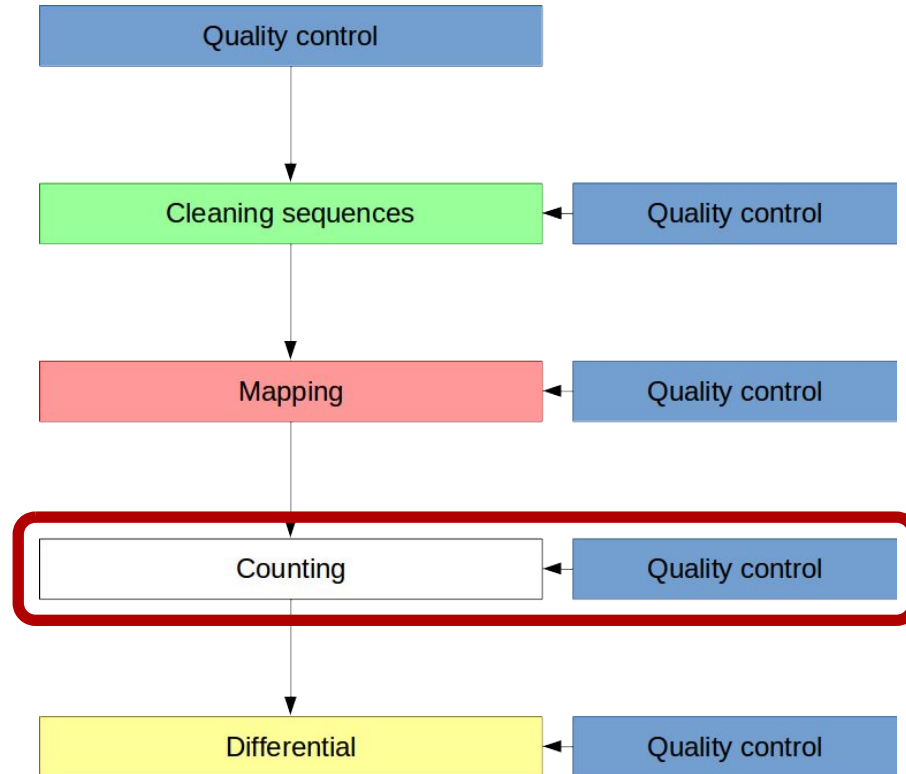 Quality control
Cleaning sequences
Quality control
Mapping
Quality control
Counting
Quality control
Differential
Quality control